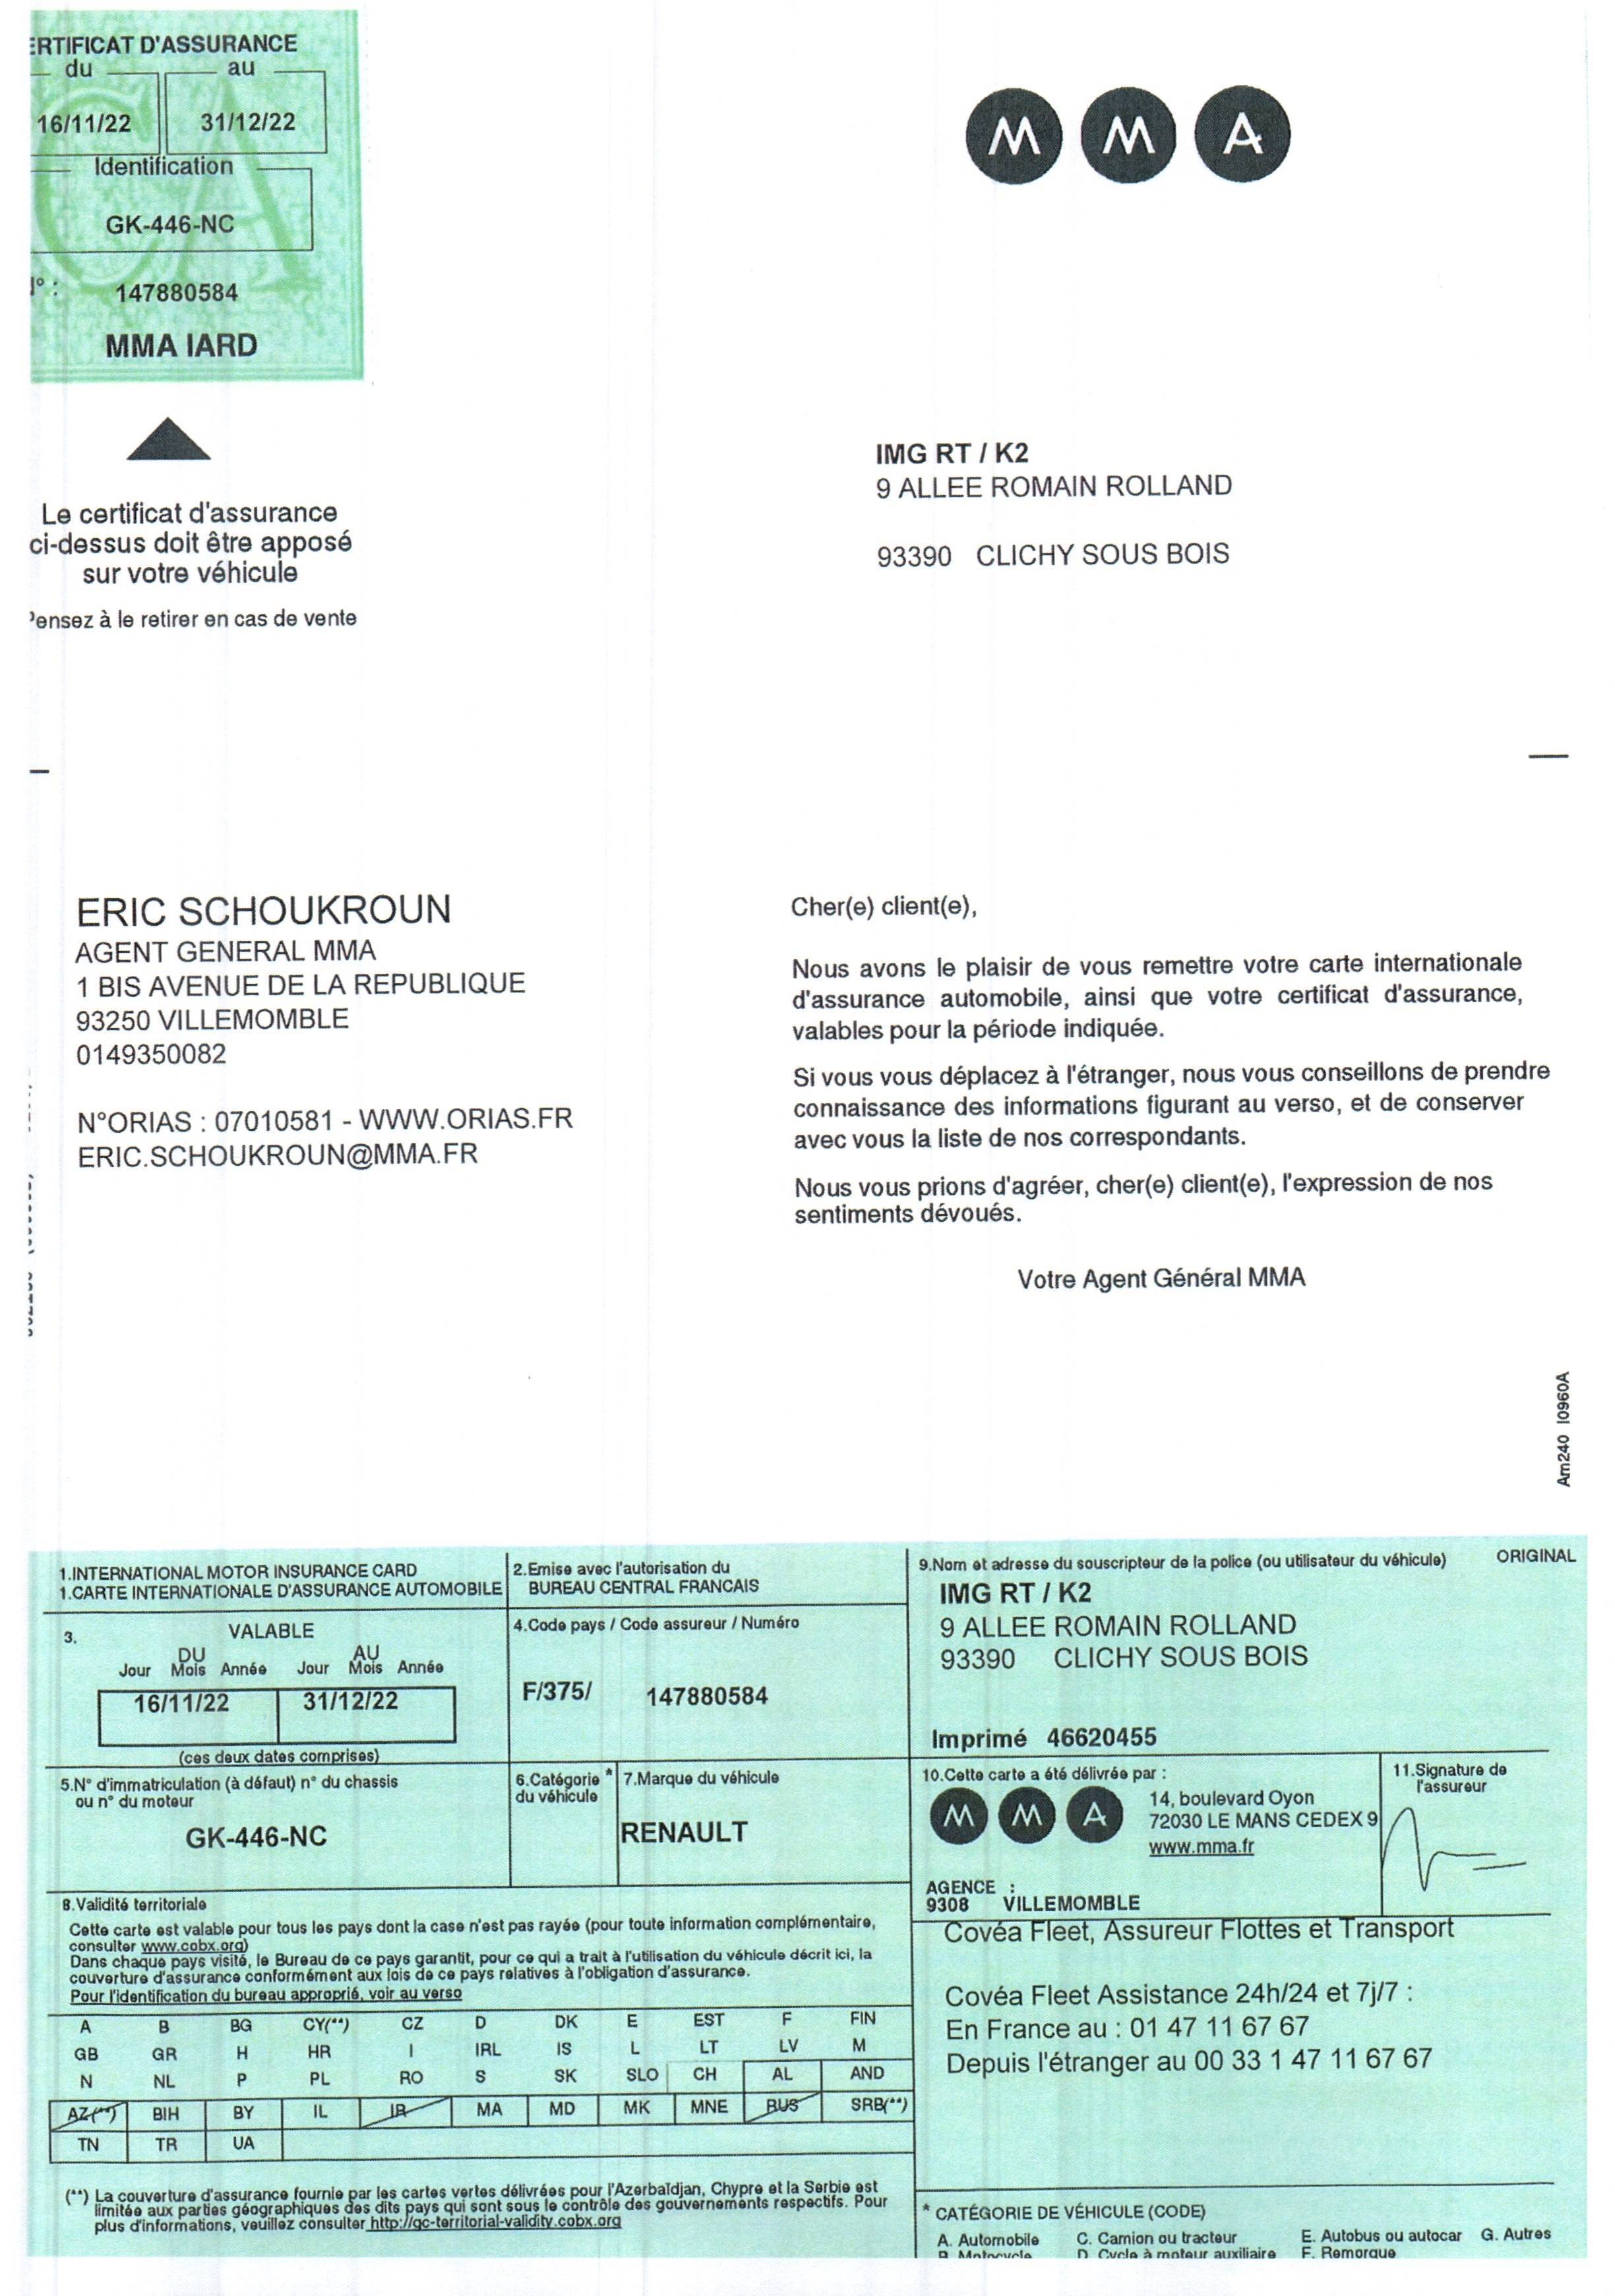 ERTIFICAT D'ASSURANCE
du au
16/11/22 31/12/22
Identification
GK-446-NC
N° : 147880584
MMA IARD
M M A
IMG RT / K2
9 ALLEE ROMAIN ROLLAND
93390 CLICHY SOUS BOIS
Le certificat d'assurance
ci-dessus doit être apposé
sur votre véhicule
Pensez à le retirer en cas de vente
ERIC SCHOUKROUN
AGENT GENERAL MMA
1 BIS AVENUE DE LA REPUBLIQUE
93250 VILLEMOMBLE
0149350082
N°ORIAS : 07010581 - WWW.ORIAS.FR
ERIC.SCHOUKROUN@MMA.FR
Cher(e) client(e),
Nous avons le plaisir de vous remettre votre carte internationale
d'assurance automobile, ainsi que votre certificat d'assurance,
valables pour la période indiquée.
Si vous vous déplacez à l'étranger, nous vous conseillons de prendre
connaissance des informations figurant au verso, et de conserver
avec vous la liste de nos correspondants.
Nous vous prions d'agréer, cher(e) client(e), l'expression de nos
sentiments dévoués.
Votre Agent Général MMA
Am240 I0960A
1.INTERNATIONAL MOTOR INSURANCE CARD
1.CARTE INTERNATIONALE D'ASSURANCE AUTOMOBILE
2.Emise avec l'autorisation du
BUREAU CENTRAL FRANCAIS
3. VALABLE
DU AU
Jour Mois Année Jour Mois Année
16/11/22 31/12/22
(ces deux dates comprises)
4.Code pays / Code assureur / Numéro
F/375/ 147880584
5.N° d'immatriculation (à défaut) n° du chassis
ou n° du moteur
GK-446-NC
6.Catégorie *
du véhicule
7.Marque du véhicule
RENAULT
8.Validité territoriale
Cette carte est valable pour tous les pays dont la case n'est pas rayée (pour toute information complémentaire,
consulter www.cobx.org)
Dans chaque pays visité, le Bureau de ce pays garantit, pour ce qui a trait à l'utilisation du véhicule décrit ici, la
couverture d'assurance conformément aux lois de ce pays relatives à l'obligation d'assurance.
Pour l'identification du bureau approprié, voir au verso
A B BG CY(**) CZ D DK E EST F FIN
GB GR H HR I IRL IS L LT LV M
N NL P PL RO S SK SLO CH AL AND
AZ(**) BIH BY IL IR MA MD MK MNE RUS SRB(**)
TN TR UA
(**) La couverture d'assurance fournie par les cartes vertes délivrées pour l'Azerbaïdjan, Chypre et la Serbie est
limitée aux parties géographiques des dits pays qui sont sous le contrôle des gouvernements respectifs. Pour
plus d'informations, veuillez consulter http://gc-territorial-validity.cobx.org
9.Nom et adresse du souscripteur de la police (ou utilisateur du véhicule) ORIGINAL
IMG RT / K2
9 ALLEE ROMAIN ROLLAND
93390 CLICHY SOUS BOIS
Imprimé 46620455
10.Cette carte a été délivrée par :
M M A
14, boulevard Oyon
72030 LE MANS CEDEX 9
www.mma.fr
11.Signature de
l'assureur
AGENCE :
9308 VILLEMOMBLE
Covéa Fleet, Assureur Flottes et Transport
Covéa Fleet Assistance 24h/24 et 7j/7 :
En France au : 01 47 11 67 67
Depuis l'étranger au 00 33 1 47 11 67 67
* CATÉGORIE DE VÉHICULE (CODE)
A. Automobile C. Camion ou tracteur E. Autobus ou autocar G. Autres
B. Motocycle D. Cycle à moteur auxiliaire F. Remorque